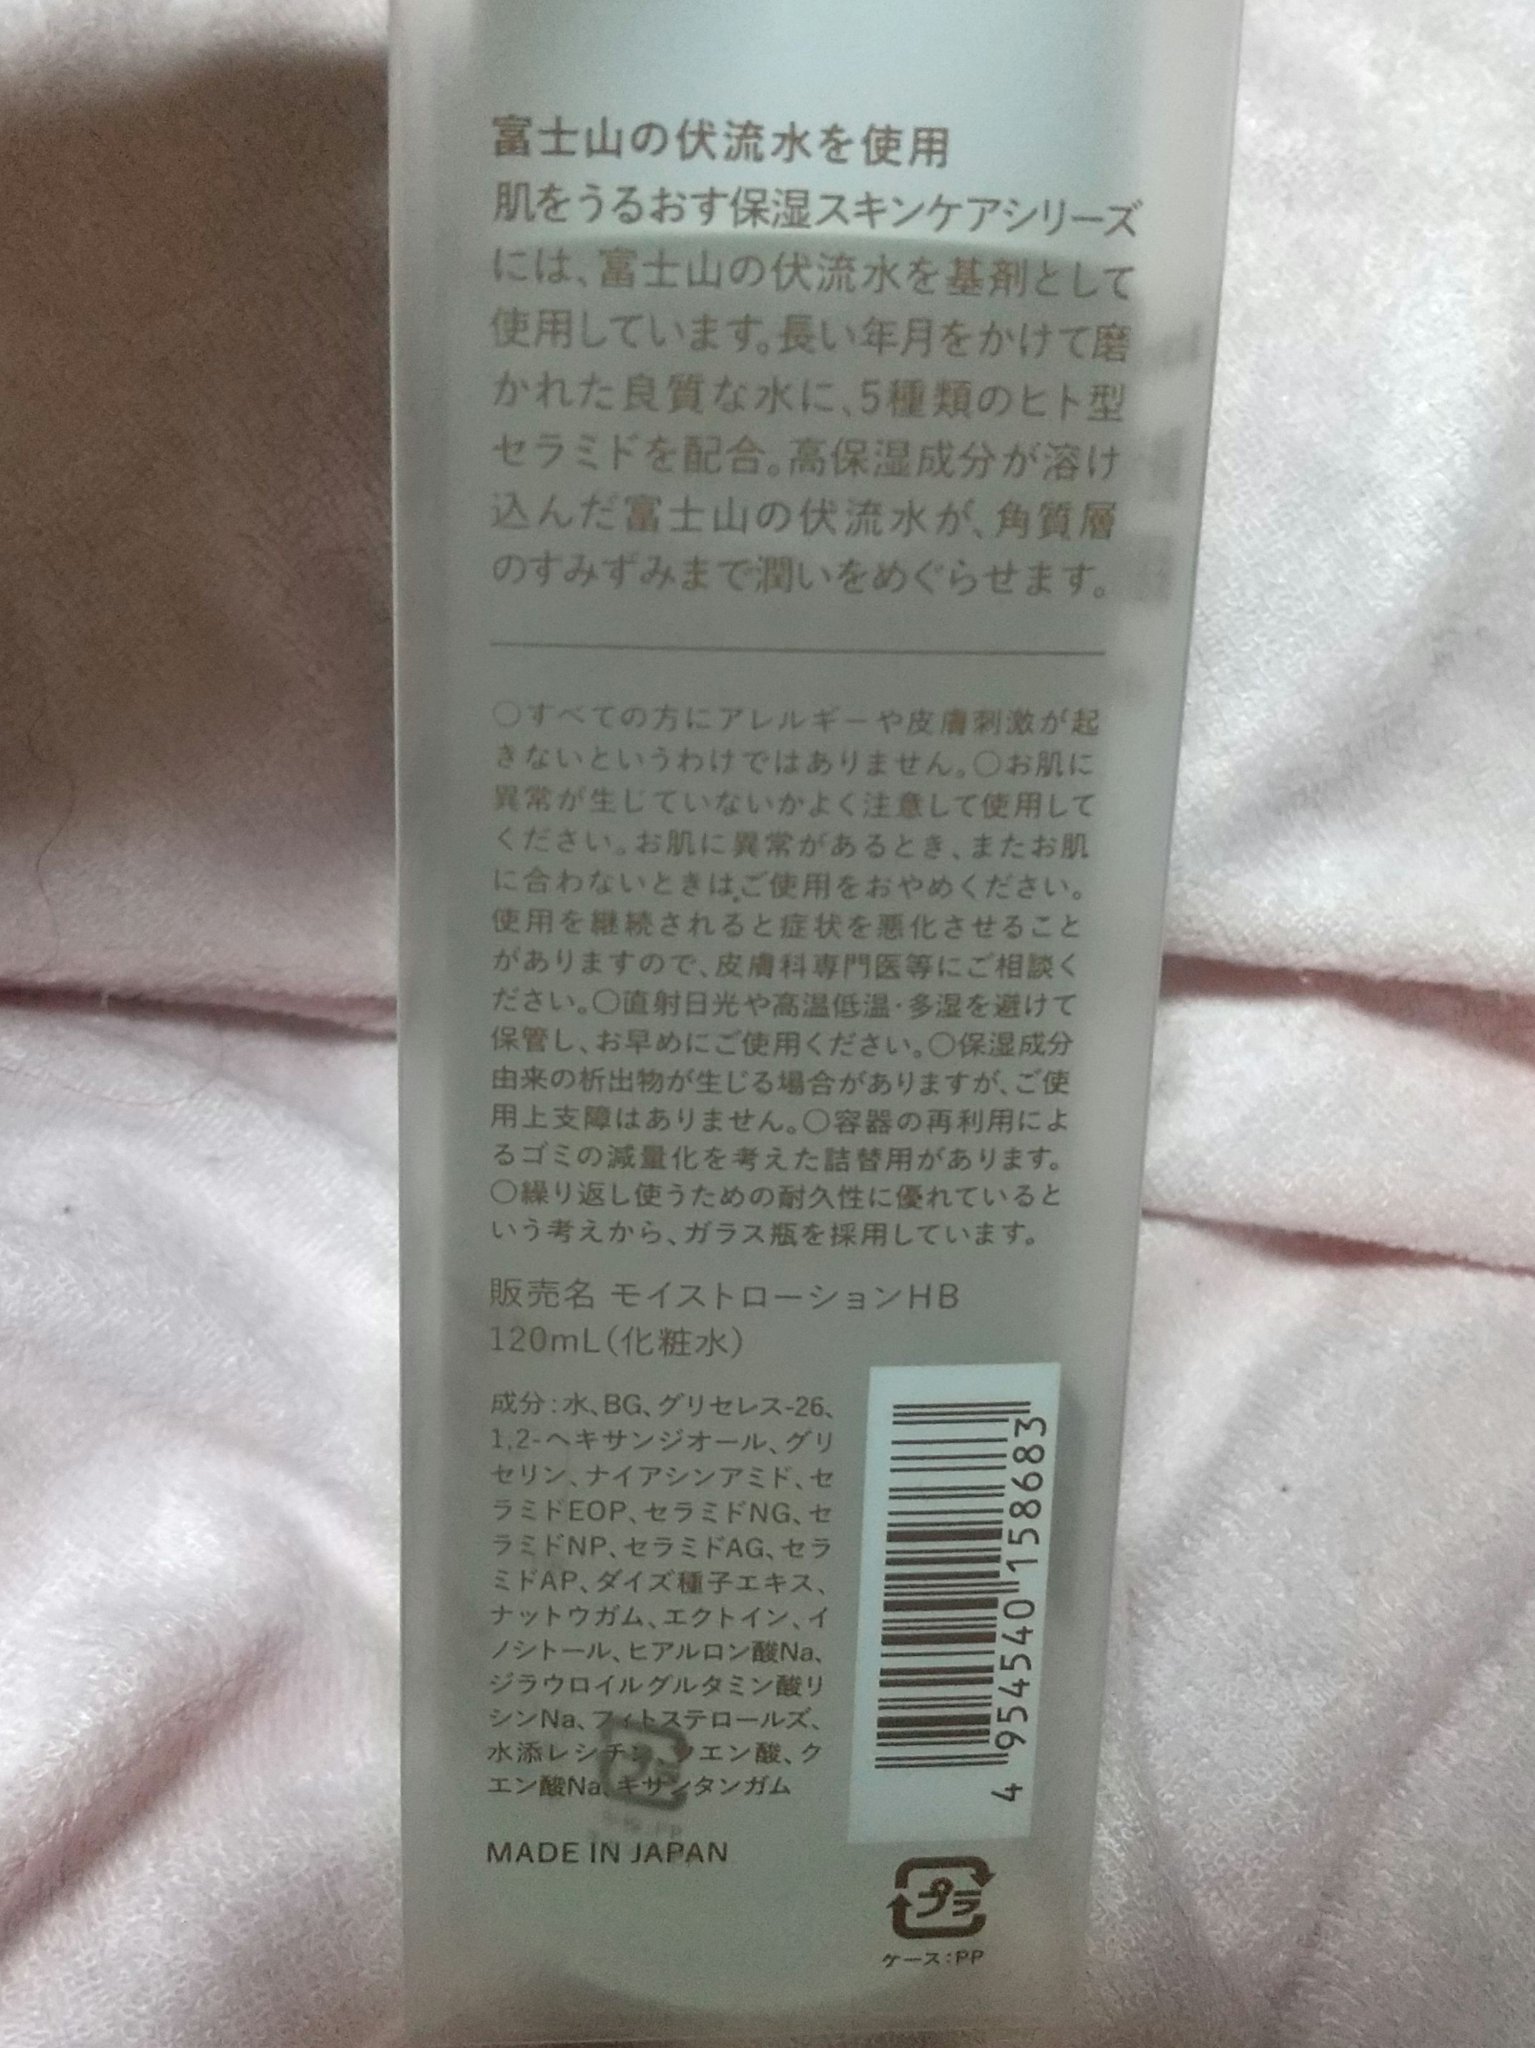 富士山の伏流水を使用
肌をうるおす保湿スキンケアシリーズ
には、富士山の伏流水を基剤として
使用しています。長い年月をかけて磨
かれた良質な水に、5種類のヒト型
セラミドを配合。高保湿成分が溶け
込んだ富士山の伏流水が、角質層
のすみずみまで潤いをめぐらせます。
○すべての方にアレルギーや皮膚刺激が起
きないというわけではありません。○お肌に
異常が生じていないかよく注意して使用して
ください。お肌に異常があるとき、またお肌
に合わないときは、ご使用をおやめください。
使用を継続されると症状を悪化させること
がありますので、皮膚科専門医等にご相談く
ださい。○直射日光や高温低温・多湿を避けて
保管し、お早めにご使用ください。○保湿成分
由来の析出物が生じる場合がありますが、ご使
用上支障はありません。○容器の再利用によ
るゴミの減量化を考えた詰替用があります。
○繰り返し使うための耐久性に優れていると
いう考えから、ガラス瓶を採用しています。
販売名 モイストローションHB
120mL(化粧水)
成分:水、BG、グリセレス-26、
1,2-ヘキサンジオール、グリ
セリン、ナイアシンアミド、セ
ラミドEOP、セラミドNG、セ
ラミドNP、セラミドAG、セラ
ミドAP、ダイズ種子エキス、
ナットウガム、エクトイン、イ
ノシトール、ヒアルロン酸Na、
ジラウロイルグルタミン酸リ
シンNa、フィトステロールズ、
水添レシチン、クエン酸、ク
エン酸Na、キサンタンガム
MADE IN JAPAN
4 954540 158683
プラ
ケース:PP